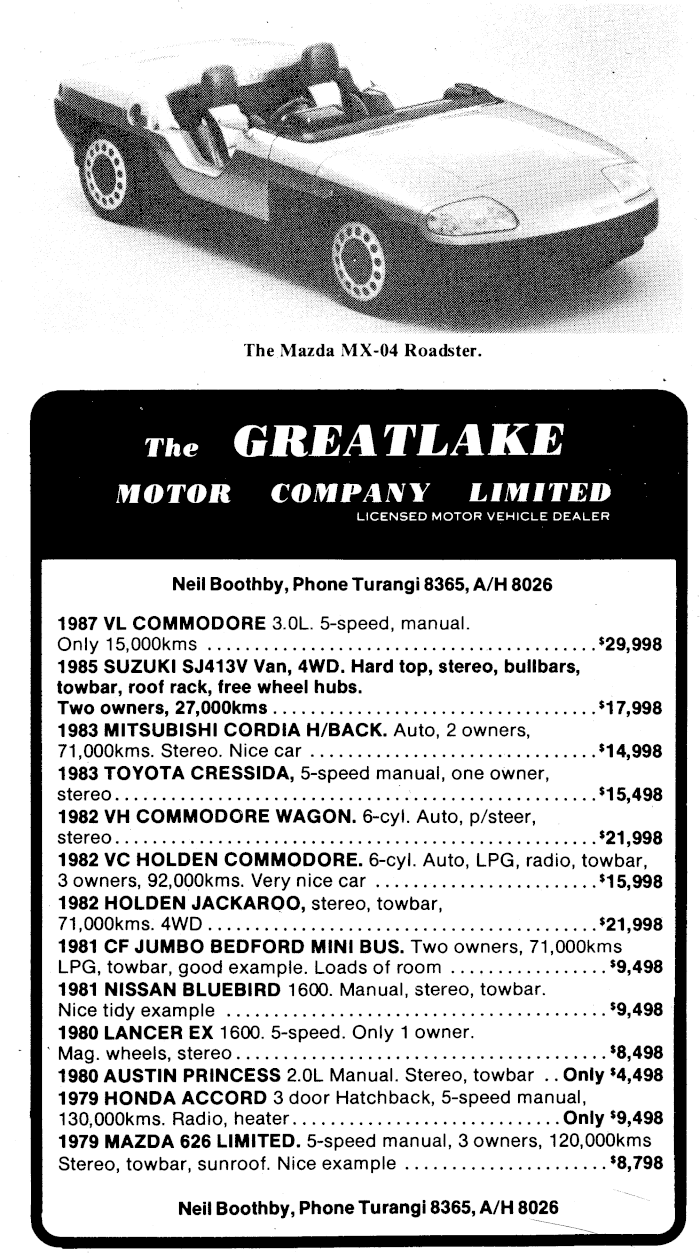 The Mazda MX-04 Roadster.
The GREATLAKE
MOTOR COMPANY LIMITED
LICENSED MOTOR VEHICLE DEALER
Neil Boothby, Phone Turangi 8365, A/H 8026
1987 VL COMMODORE 3.0L. 5-speed, manual.
Only 15,000kms ........................................... $29,998
1985 SUZUKI SJ413V Van, 4WD. Hard top, stereo, bullbars,
towbar, roof rack, free wheel hubs.
Two owners, 27,000kms .................................... $17,998
1983 MITSUBISHI CORDIA H/BACK. Auto, 2 owners,
71,000kms. Stereo. Nice car ................................ $14,998
1983 TOYOTA CRESSIDA, 5-speed manual, one owner,
stereo..................................................... $15,498
1982 VH COMMODORE WAGON. 6-cyl. Auto, p/steer,
stereo..................................................... $21,998
1982 VC HOLDEN COMMODORE. 6-cyl. Auto, LPG, radio, towbar,
3 owners, 92,000kms. Very nice car ......................... $15,998
1982 HOLDEN JACKAROO, stereo, towbar,
71,000kms. 4WD ........................................... $21,998
1981 CF JUMBO BEDFORD MINI BUS. Two owners, 71,000kms
LPG, towbar, good example. Loads of room .................. $9,498
1981 NISSAN BLUEBIRD 1600. Manual, stereo, towbar.
Nice tidy example .......................................... $9,498
1980 LANCER EX 1600. 5-speed. Only 1 owner.
Mag. wheels, stereo......................................... $8,498
1980 AUSTIN PRINCESS 2.0L Manual. Stereo, towbar .. Only $4,498
1979 HONDA ACCORD 3 door Hatchback, 5-speed manual,
130,000kms. Radio, heater.............................. Only $9,498
1979 MAZDA 626 LIMITED. 5-speed manual, 3 owners, 120,000kms
Stereo, towbar, sunroof. Nice example ...................... $8,798
Neil Boothby, Phone Turangi 8365, A/H 8026